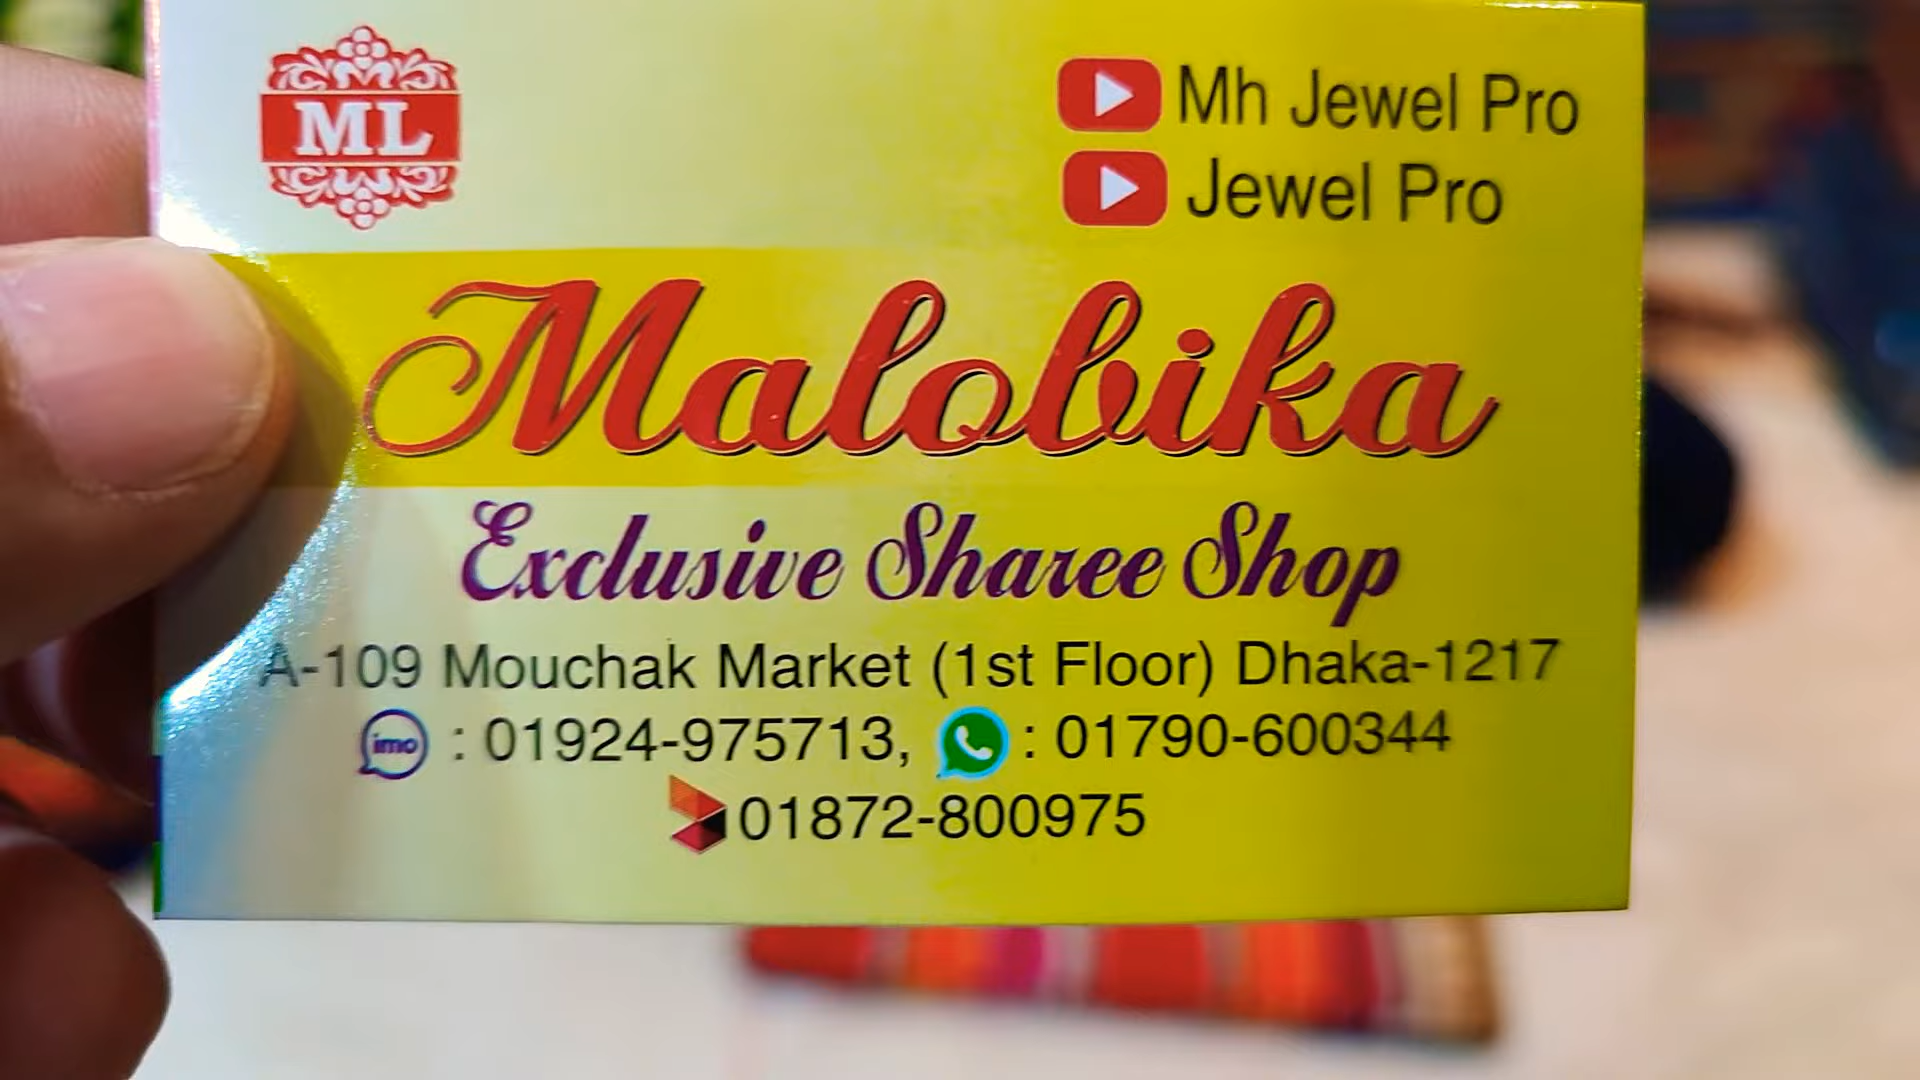 ML
Mh Jewel Pro
Jewel Pro
Malobika
Exclusive Sharee Shop
A-109 Mouchak Market (1st Floor) Dhaka-1217
imo : 01924-975713, : 01790-600344
01872-800975